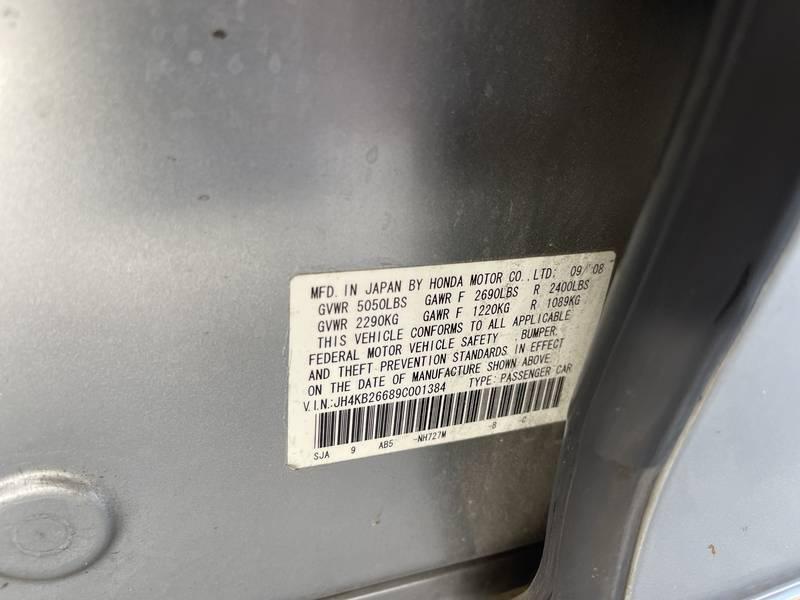 MFD. IN JAPAN BY HONDA MOTOR CO., LTD: 09/'08
GVWR 5050LBS GAWR F 2690LBS R 2400LBS
GVWR 2290KG GAWR F 1220KG R 1089KG
THIS VEHICLE CONFORMS TO ALL APPLICABLE
FEDERAL MOTOR VEHICLE SAFETY , BUMPER,
AND THEFT PREVENTION STANDARDS IN EFFECT
ON THE DATE OF MANUFACTURE SHOWN ABOVE.
V.I.N.:JH4KB26689C001384 TYPE: PASSENGER CAR
SJA 9 AB5 -NH727M -B -C